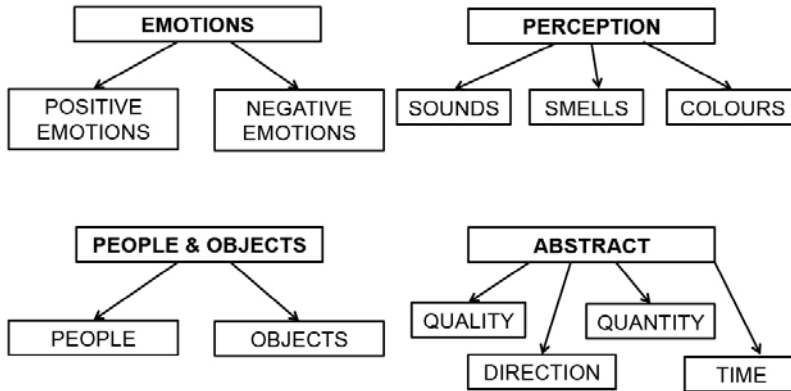 EMOTIONS
POSITIVE
EMOTIONS
NEGATIVE
EMOTIONS
PERCEPTION
SOUNDS
SMELLS
COLOURS
PEOPLE & OBJECTS
PEOPLE
OBJECTS
ABSTRACT
QUALITY
QUANTITY
DIRECTION
TIME